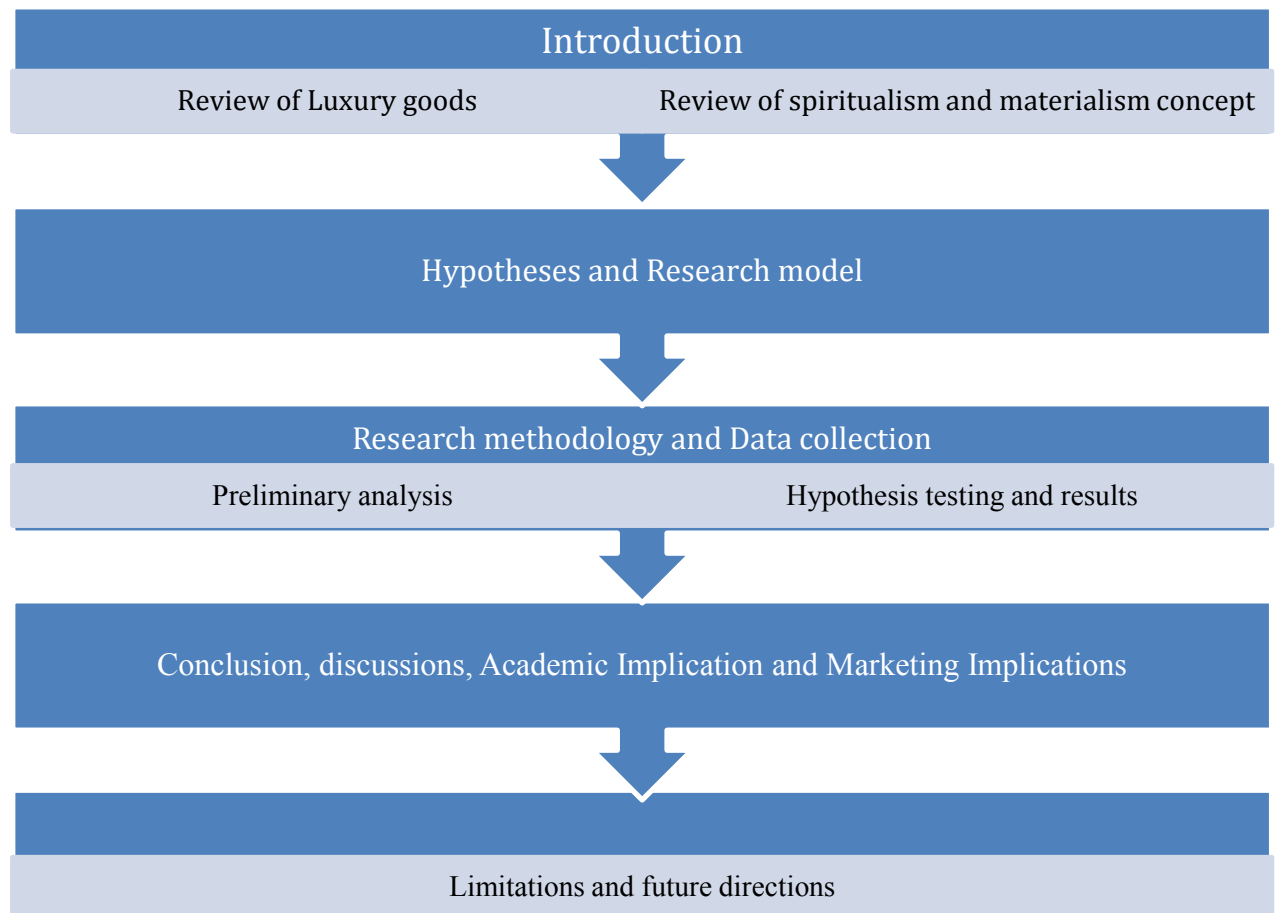 Introduction
Review of Luxury goods
Review of spiritualism and materialism concept
Hypotheses and Research model
Research methodology and Data collection
Preliminary analysis
Hypothesis testing and results
Conclusion, discussions, Academic Implication and Marketing Implications
Limitations and future directions